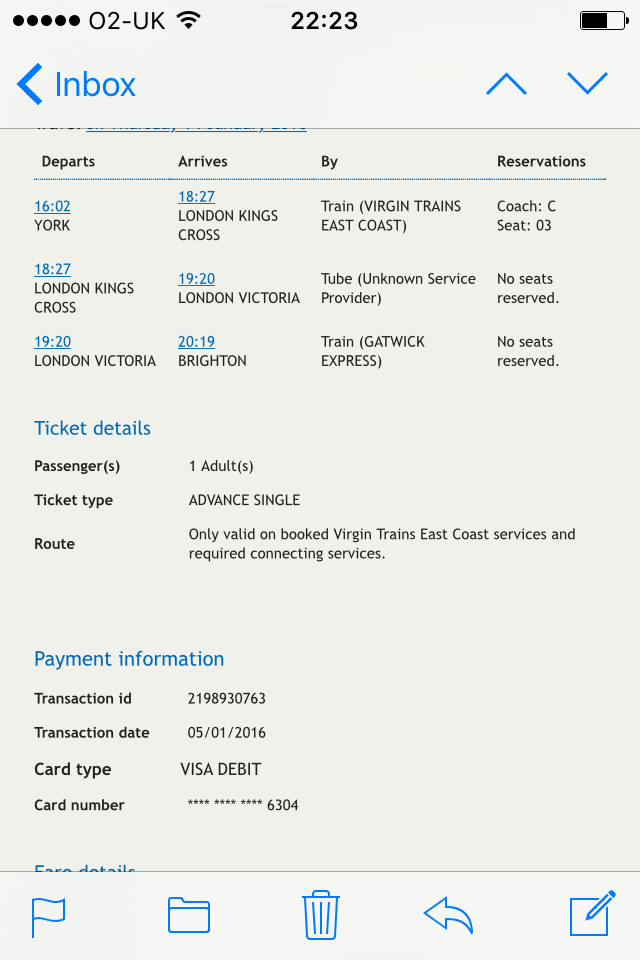 O2-UK 22:23
Inbox
Departs Arrives By Reservations
16:02 18:27 Train (VIRGIN TRAINS Coach: C
YORK LONDON KINGS EAST COAST) Seat: 03
CROSS
18:27 19:20 Tube (Unknown Service No seats
LONDON KINGS LONDON VICTORIA Provider) reserved.
CROSS
19:20 20:19 Train (GATWICK No seats
LONDON VICTORIA BRIGHTON EXPRESS) reserved.
Ticket details
Passenger(s) 1 Adult(s)
Ticket type ADVANCE SINGLE
Route Only valid on booked Virgin Trains East Coast services and
required connecting services.
Payment information
Transaction id 2198930763
Transaction date 05/01/2016
Card type VISA DEBIT
Card number **** **** **** 6304
Fare details